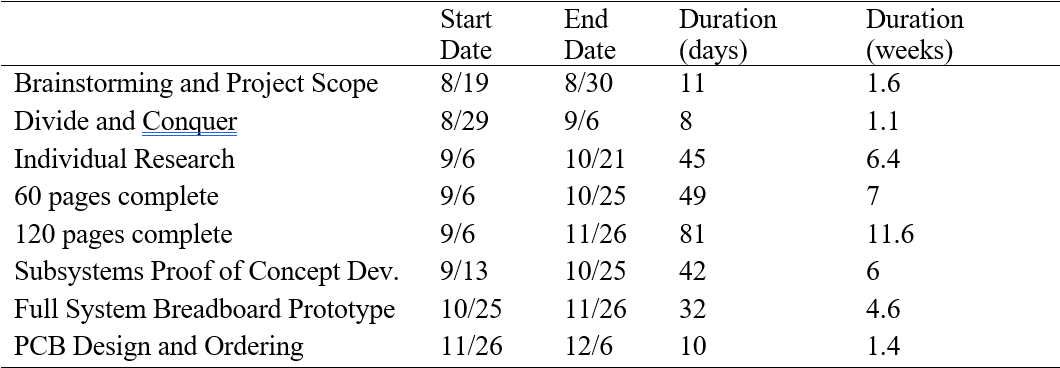 Start Date End Date Duration (days) Duration (weeks)
Brainstorming and Project Scope 8/19 8/30 11 1.6
Divide and Conquer 8/29 9/6 8 1.1
Individual Research 9/6 10/21 45 6.4
60 pages complete 9/6 10/25 49 7
120 pages complete 9/6 11/26 81 11.6
Subsystems Proof of Concept Dev. 9/13 10/25 42 6
Full System Breadboard Prototype 10/25 11/26 32 4.6
PCB Design and Ordering 11/26 12/6 10 1.4